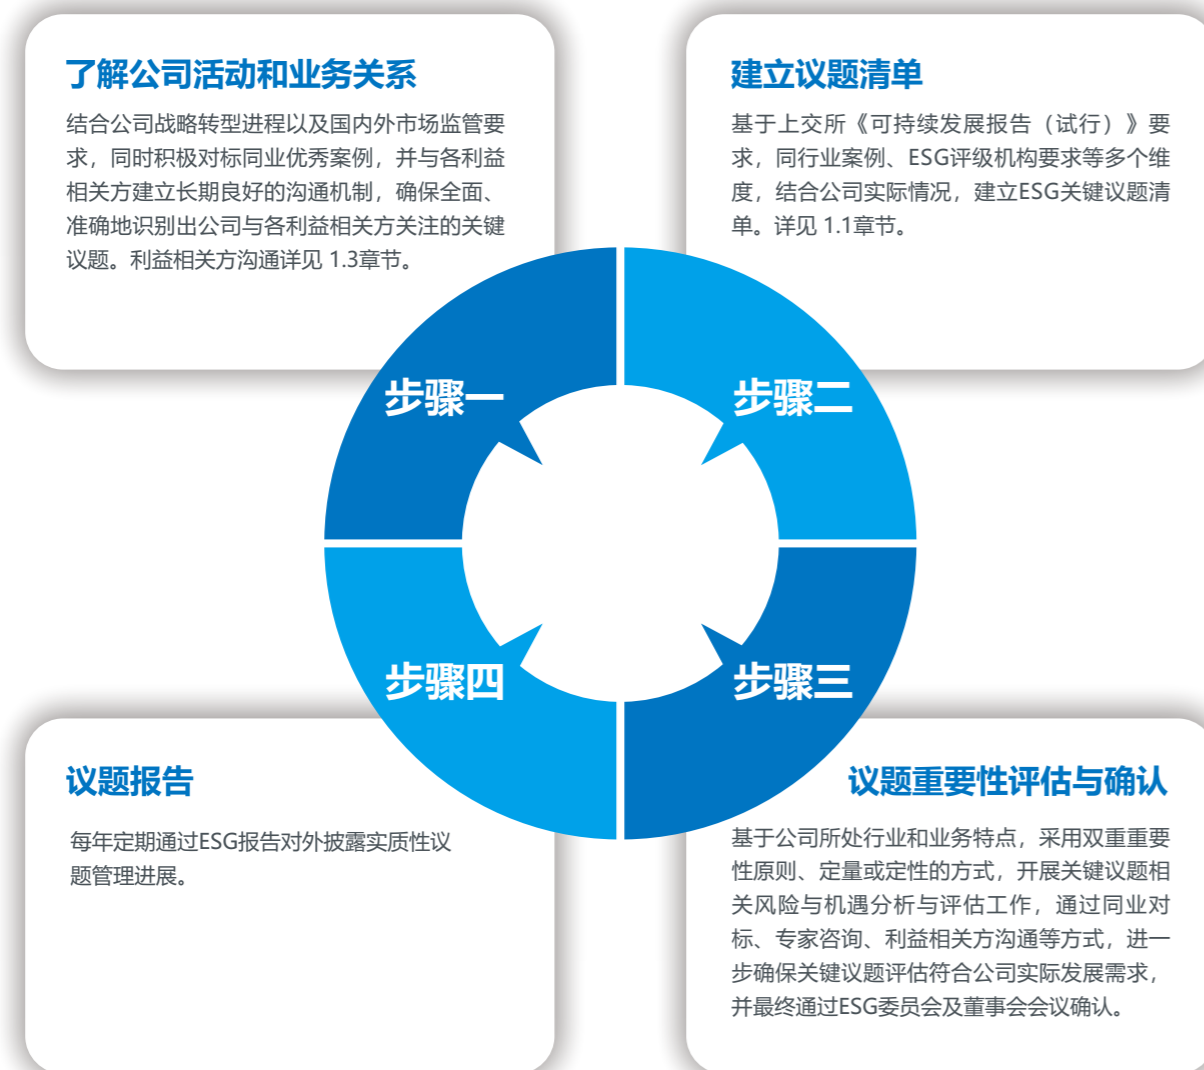 了解公司活动和业务关系
结合公司战略转型进程以及国内外市场监管要
求，同时积极对标同业优秀案例，并与各利益
相关方建立长期良好的沟通机制，确保全面、
准确地识别出公司与各利益相关方关注的关键
议题。利益相关方沟通详见 1.3章节。
建立议题清单
基于上交所《可持续发展报告（试行）》要
求，同行业案例、ESG评级机构要求等多个维
度，结合公司实际情况，建立ESG关键议题清
单。详见 1.1章节。
步骤一
步骤二
步骤四
步骤三
议题报告
每年定期通过ESG报告对外披露实质性议
题管理进展。
议题重要性评估与确认
基于公司所处行业和业务特点，采用双重重要
性原则、定量或定性的方式，开展关键议题相
关风险与机遇分析与评估工作，通过同业对
标、专家咨询、利益相关方沟通等方式，进一
步确保关键议题评估符合公司实际发展需求，
并最终通过ESG委员会及董事会会议确认。